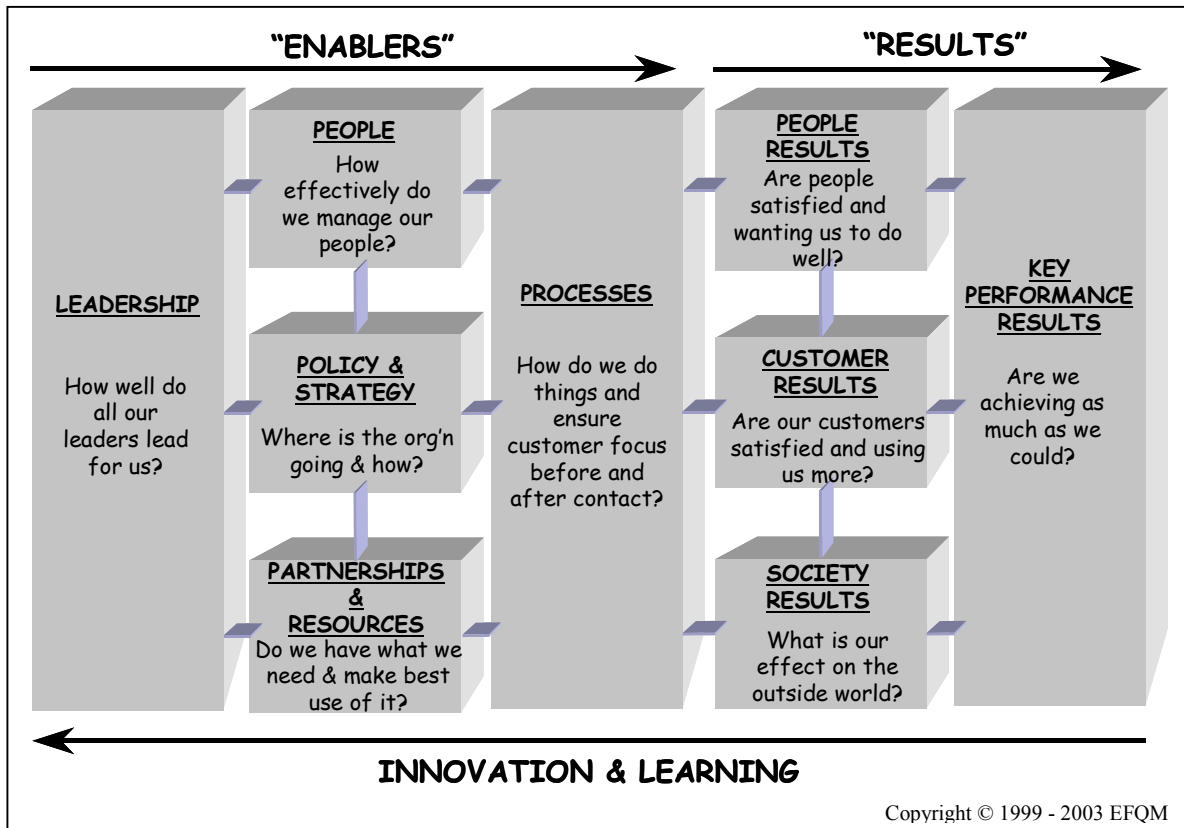 “ENABLERS”
“RESULTS”
LEADERSHIP
How well do
all our
leaders lead
for us?
PEOPLE
How
effectively do
we manage our
people?
POLICY &
STRATEGY
Where is the org’n
going & how?
PARTNERSHIPS
&
RESOURCES
Do we have what we
need & make best
use of it?
PROCESSES
How do we do
things and
ensure
customer focus
before and
after contact?
PEOPLE
RESULTS
Are people
satisfied and
wanting us to do
well?
CUSTOMER
RESULTS
Are our customers
satisfied and using
us more?
SOCIETY
RESULTS
What is our
effect on the
outside world?
KEY
PERFORMANCE
RESULTS
Are we
achieving as
much as we
could?
INNOVATION & LEARNING
Copyright © 1999 - 2003 EFQM